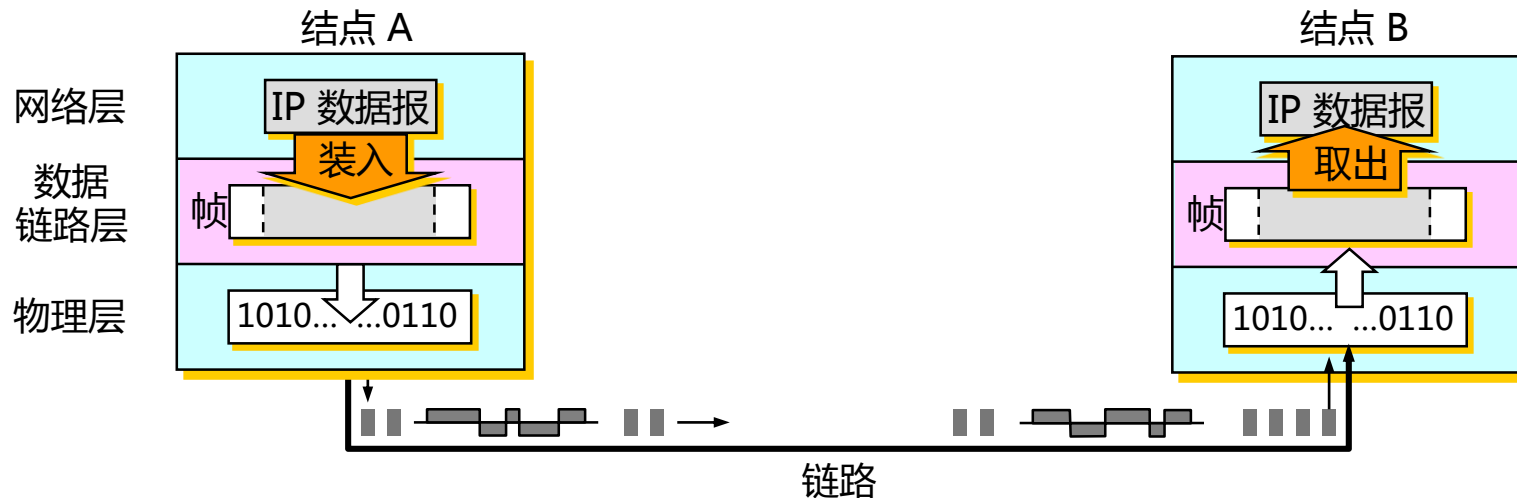 结点 A
结点 B
网络层
IP 数据报
IP 数据报
装入
取出
数据
链路层
帧
帧
物理层
1010… …0110
1010… …0110
链路